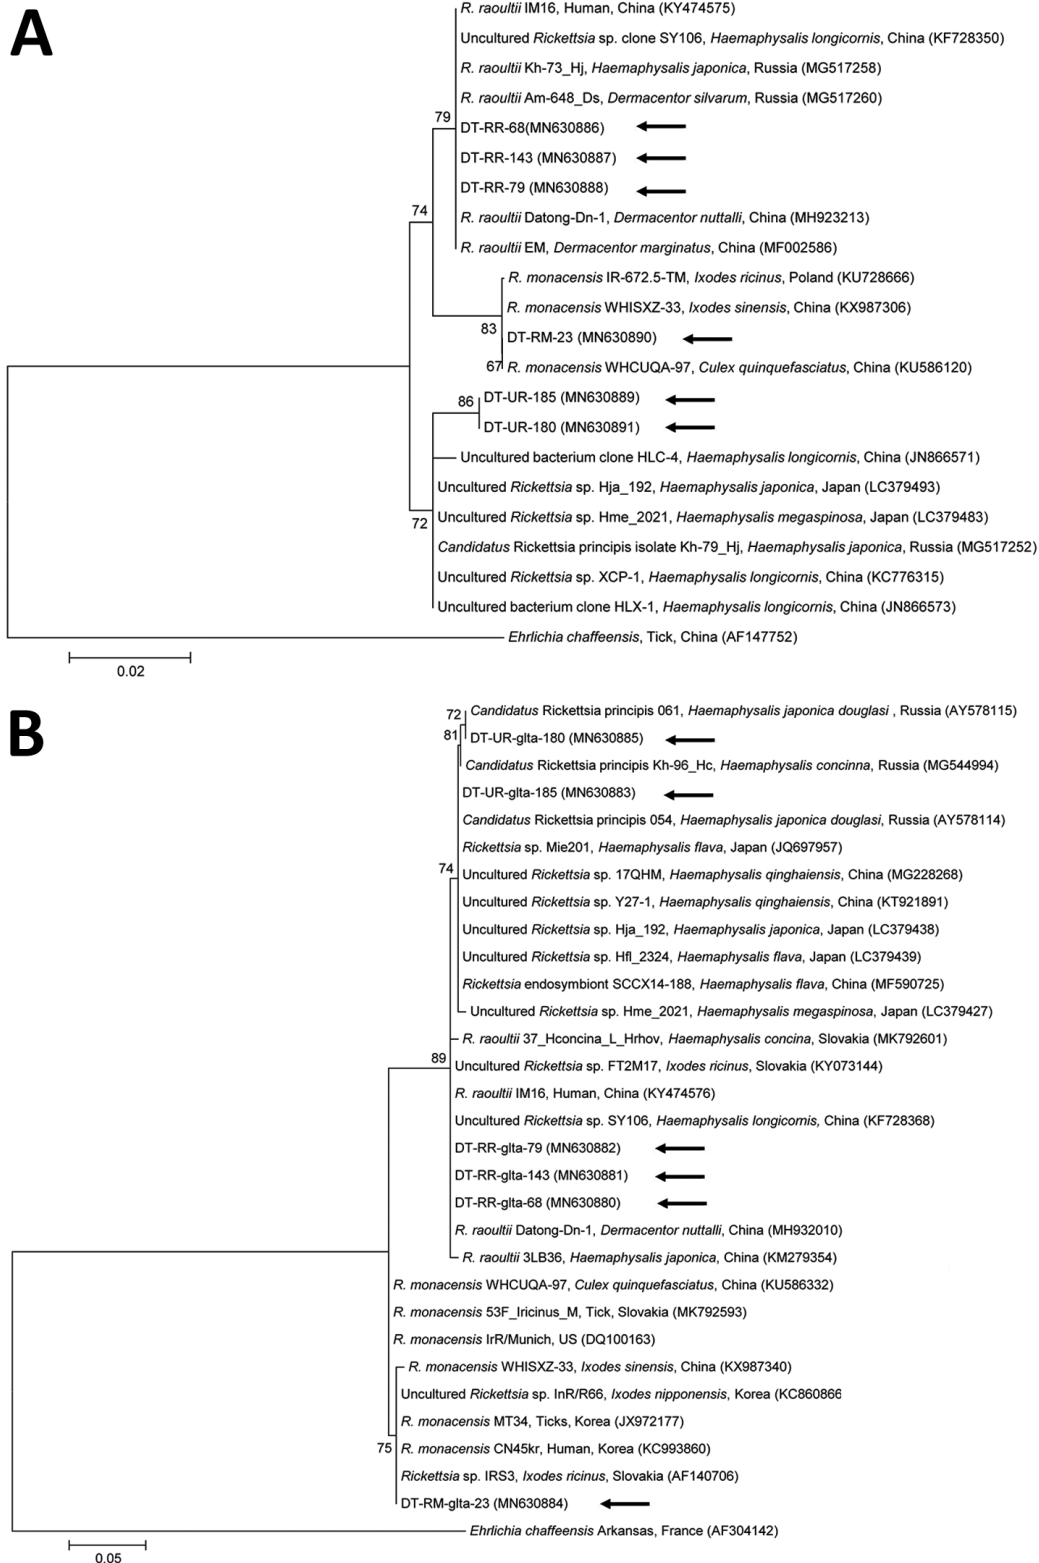 A
R. raoultii IM16, Human, China (KY474575)
Uncultured Rickettsia sp. clone SY106, Haemaphysalis longicornis, China (KF728350)
R. raoultii Kh-73_Hj, Haemaphysalis japonica, Russia (MG517258)
R. raoultii Am-648_Ds, Dermacentor silvarum, Russia (MG517260)
79
DT-RR-68(MN630886)
DT-RR-143 (MN630887)
DT-RR-79 (MN630888)
74
R. raoultii Datong-Dn-1, Dermacentor nuttalli, China (MH923213)
R. raoultii EM, Dermacentor marginatus, China (MF002586)
R. monacensis IR-672.5-TM, Ixodes ricinus, Poland (KU728666)
R. monacensis WHISXZ-33, Ixodes sinensis, China (KX987306)
83
DT-RM-23 (MN630890)
67
R. monacensis WHCUQA-97, Culex quinquefasciatus, China (KU586120)
86
DT-UR-185 (MN630889)
DT-UR-180 (MN630891)
Uncultured bacterium clone HLC-4, Haemaphysalis longicornis, China (JN866571)
Uncultured Rickettsia sp. Hja_192, Haemaphysalis japonica, Japan (LC379493)
Uncultured Rickettsia sp. Hme_2021, Haemaphysalis megaspinosa, Japan (LC379483)
72
Candidatus Rickettsia principis isolate Kh-79_Hj, Haemaphysalis japonica, Russia (MG517252)
Uncultured Rickettsia sp. XCP-1, Haemaphysalis longicornis, China (KC776315)
Uncultured bacterium clone HLX-1, Haemaphysalis longicornis, China (JN866573)
Ehrlichia chaffeensis, Tick, China (AF147752)
0.02
B
72
Candidatus Rickettsia principis 061, Haemaphysalis japonica douglasi , Russia (AY578115)
81
DT-UR-glta-180 (MN630885)
Candidatus Rickettsia principis Kh-96_Hc, Haemaphysalis concinna, Russia (MG544994)
DT-UR-glta-185 (MN630883)
Candidatus Rickettsia principis 054, Haemaphysalis japonica douglasi, Russia (AY578114)
Rickettsia sp. Mie201, Haemaphysalis flava, Japan (JQ697957)
74
Uncultured Rickettsia sp. 17QHM, Haemaphysalis qinghaiensis, China (MG228268)
Uncultured Rickettsia sp. Y27-1, Haemaphysalis qinghaiensis, China (KT921891)
Uncultured Rickettsia sp. Hja_192, Haemaphysalis japonica, Japan (LC379438)
Uncultured Rickettsia sp. Hfl_2324, Haemaphysalis flava, Japan (LC379439)
Rickettsia endosymbiont SCCX14-188, Haemaphysalis flava, China (MF590725)
Uncultured Rickettsia sp. Hme_2021, Haemaphysalis megaspinosa, Japan (LC379427)
R. raoultii 37_Hconcina_L_Hrhov, Haemaphysalis concina, Slovakia (MK792601)
89
Uncultured Rickettsia sp. FT2M17, Ixodes ricinus, Slovakia (KY073144)
R. raoultii IM16, Human, China (KY474576)
Uncultured Rickettsia sp. SY106, Haemaphysalis longicornis, China (KF728368)
DT-RR-glta-79 (MN630882)
DT-RR-glta-143 (MN630881)
DT-RR-glta-68 (MN630880)
R. raoultii Datong-Dn-1, Dermacentor nuttalli, China (MH932010)
R. raoultii 3LB36, Haemaphysalis japonica, China (KM279354)
R. monacensis WHCUQA-97, Culex quinquefasciatus, China (KU586332)
R. monacensis 53F_Iricinus_M, Tick, Slovakia (MK792593)
R. monacensis IrR/Munich, US (DQ100163)
R. monacensis WHISXZ-33, Ixodes sinensis, China (KX987340)
Uncultured Rickettsia sp. InR/R66, Ixodes nipponensis, Korea (KC860866
R. monacensis MT34, Ticks, Korea (JX972177)
75
R. monacensis CN45kr, Human, Korea (KC993860)
Rickettsia sp. IRS3, Ixodes ricinus, Slovakia (AF140706)
DT-RM-glta-23 (MN630884)
Ehrlichia chaffeensis Arkansas, France (AF304142)
0.05